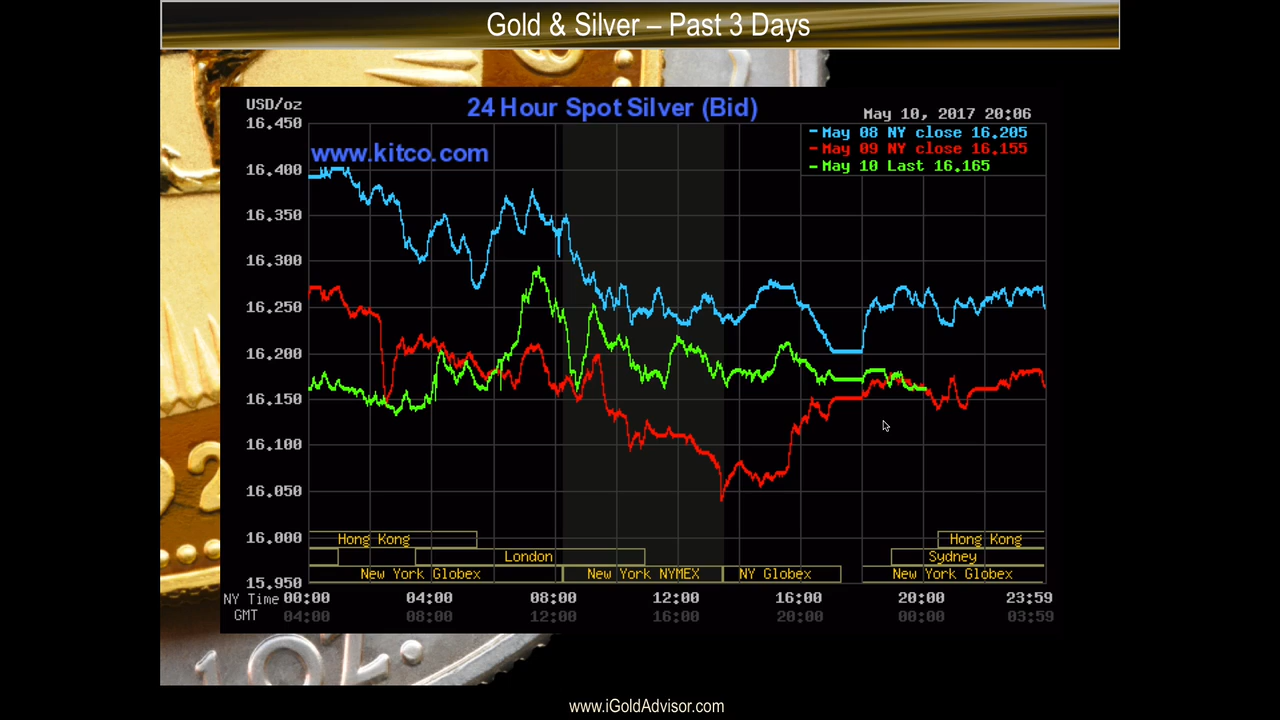 Gold & Silver – Past 3 Days
USD/oz
24 Hour Spot Silver (Bid)
May 10, 2017 20:06
www.kitco.com
May 08 NY close 16.205
May 09 NY close 16.155
May 10 Last 16.165
16.450
16.400
16.350
16.300
16.250
16.200
16.150
16.100
16.050
16.000
15.950
Hong Kong
Hong Kong
London
Sydney
New York Globex
New York NYMEX
NY Globex
New York Globex
NY Time 00:00 04:00 08:00 12:00 16:00 20:00 23:59
GMT 04:00 08:00 12:00 16:00 20:00 00:00 03:59
www.iGoldAdvisor.com